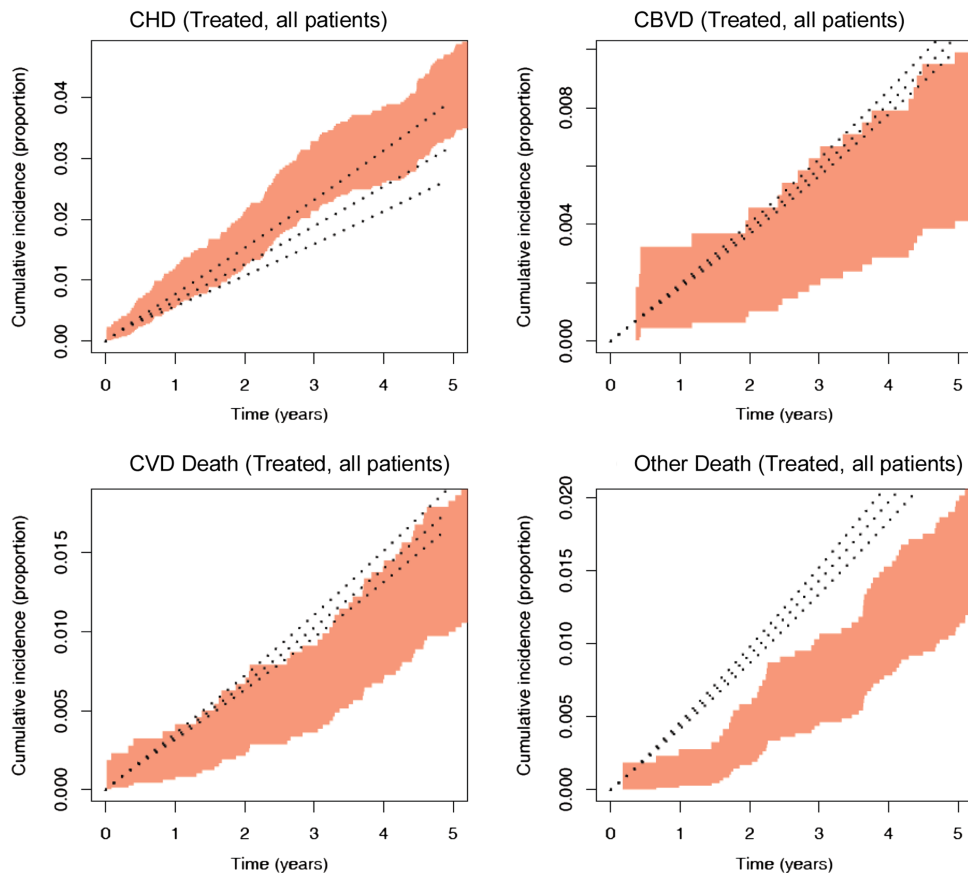 CHD (Treated, all patients)
Cumulative incidence (proportion)
0.04
0.03
0.02
0.01
0.00
0 1 2 3 4 5
Time (years)
CBVD (Treated, all patients)
Cumulative incidence (proportion)
0.008
0.004
0.000
0 1 2 3 4 5
Time (years)
CVD Death (Treated, all patients)
Cumulative incidence (proportion)
0.015
0.010
0.005
0.000
0 1 2 3 4 5
Time (years)
Other Death (Treated, all patients)
Cumulative incidence (proportion)
0.020
0.015
0.010
0.005
0.000
0 1 2 3 4 5
Time (years)